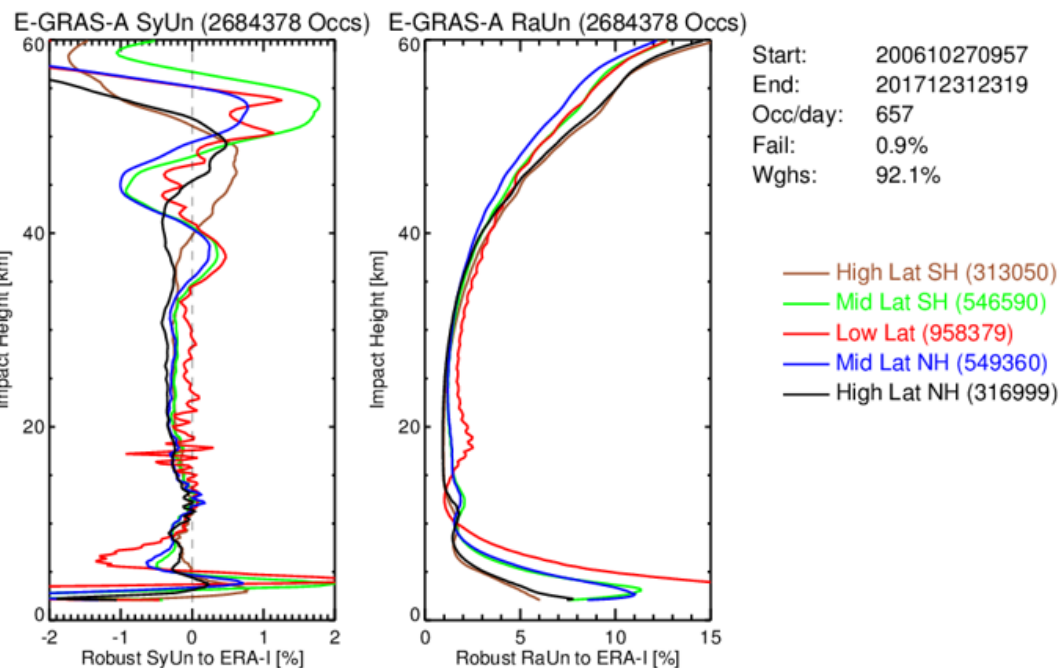 E-GRAS-A SyUn (2684378 Occs)
60
40
20
0
Impact Height [km]
-2 -1 0 1 2
Robust SyUn to ERA-I [%]
E-GRAS-A RaUn (2684378 Occs)
60
40
20
0
Impact Height [km]
0 5 10 15
Robust RaUn to ERA-I [%]
Start: 200610270957
End: 201712312319
Occ/day: 657
Fail: 0.9%
Wghs: 92.1%
High Lat SH (313050)
Mid Lat SH (546590)
Low Lat (958379)
Mid Lat NH (549360)
High Lat NH (316999)